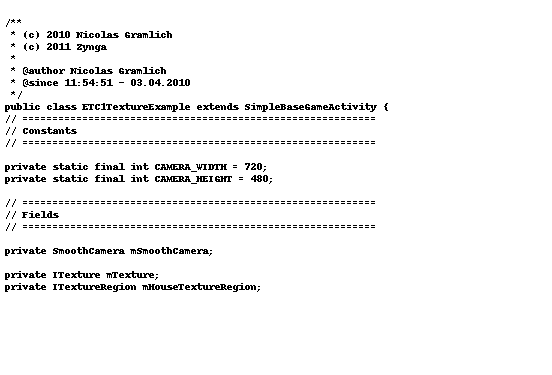 /**
 * (c) 2010 Nicolas Gramlich
 * (c) 2011 Zynga
 *
 * @author Nicolas Gramlich
 * @since 11:54:51 - 03.04.2010
 */
public class ETC1TextureExample extends SimpleBaseGameActivity {
// ===========================================================
// Constants
// ===========================================================
private static final int CAMERA_WIDTH = 720;
private static final int CAMERA_HEIGHT = 480;
// ===========================================================
// Fields
// ===========================================================
private SmoothCamera mSmoothCamera;
private ITexture mTexture;
private ITextureRegion mHouseTextureRegion;